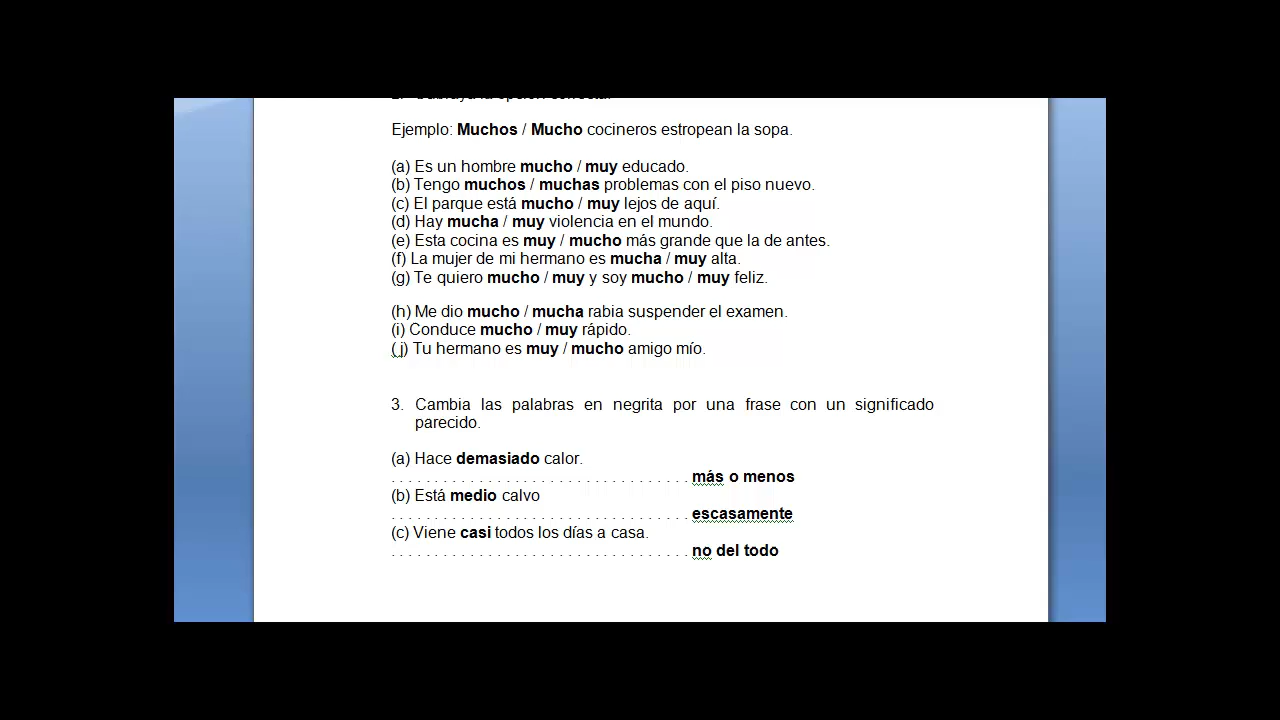 Ejemplo: Muchos / Mucho cocineros estropean la sopa.
(a) Es un hombre mucho / muy educado.
(b) Tengo muchos / muchas problemas con el piso nuevo.
(c) El parque está mucho / muy lejos de aquí.
(d) Hay mucha / muy violencia en el mundo.
(e) Esta cocina es muy / mucho más grande que la de antes.
(f) La mujer de mi hermano es mucha / muy alta.
(g) Te quiero mucho / muy y soy mucho / muy feliz.
(h) Me dio mucho / mucha rabia suspender el examen.
(i) Conduce mucho / muy rápido.
( j) Tu hermano es muy / mucho amigo mío.
3. Cambia las palabras en negrita por una frase con un significado
parecido.
(a) Hace demasiado calor.
. . . . . . . . . . . . . . . . . . . . . . . . . . . . . . . . . . más o menos
(b) Está medio calvo
. . . . . . . . . . . . . . . . . . . . . . . . . . . . . . . . . . escasamente
(c) Viene casi todos los días a casa.
. . . . . . . . . . . . . . . . . . . . . . . . . . . . . . . . . . no del todo